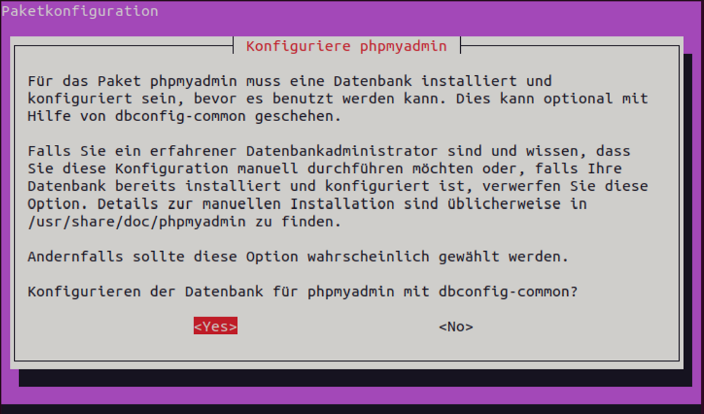 Paketkonfiguration
Konfiguriere phpmyadmin
Für das Paket phpmyadmin muss eine Datenbank installiert und
konfiguriert sein, bevor es benutzt werden kann. Dies kann optional mit
Hilfe von dbconfig-common geschehen.
Falls Sie ein erfahrener Datenbankadministrator sind und wissen, dass
Sie diese Konfiguration manuell durchführen möchten oder, falls Ihre
Datenbank bereits installiert und konfiguriert ist, verwerfen Sie diese
Option. Details zur manuellen Installation sind üblicherweise in
/usr/share/doc/phpmyadmin zu finden.
Andernfalls sollte diese Option wahrscheinlich gewählt werden.
Konfigurieren der Datenbank für phpmyadmin mit dbconfig-common?
<Yes> <No>